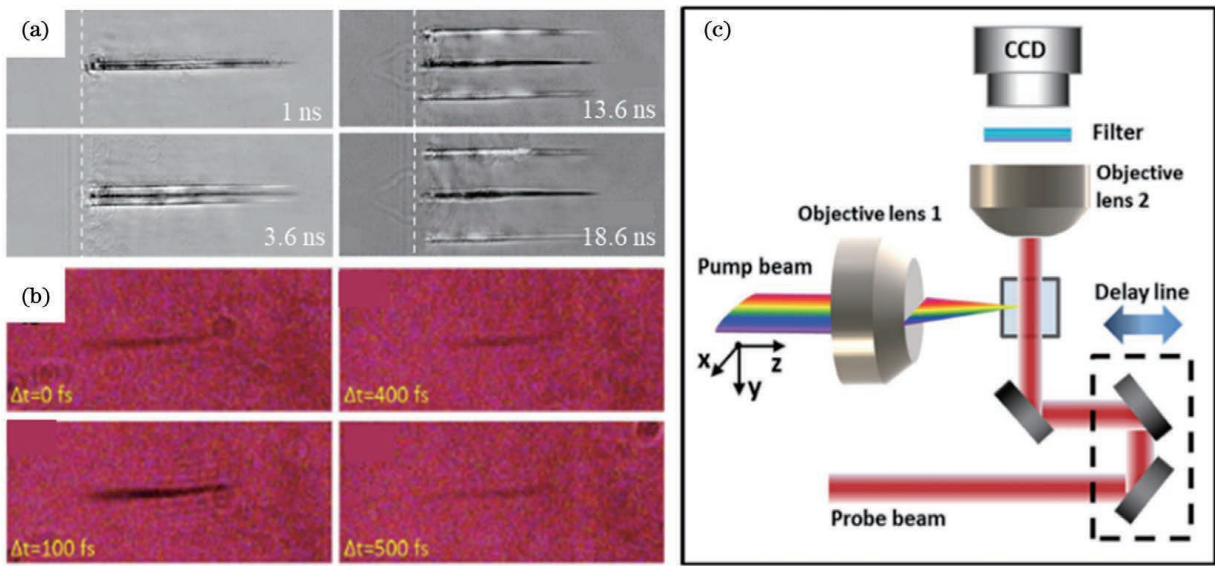 (a)
1 ns
13.6 ns
3.6 ns
18.6 ns
(b)
Δt=0 fs
Δt=400 fs
Δt=100 fs
Δt=500 fs
(c)
CCD
Filter
Objective
lens 2
Objective lens 1
Pump beam
Delay line
x
z
y
Probe beam